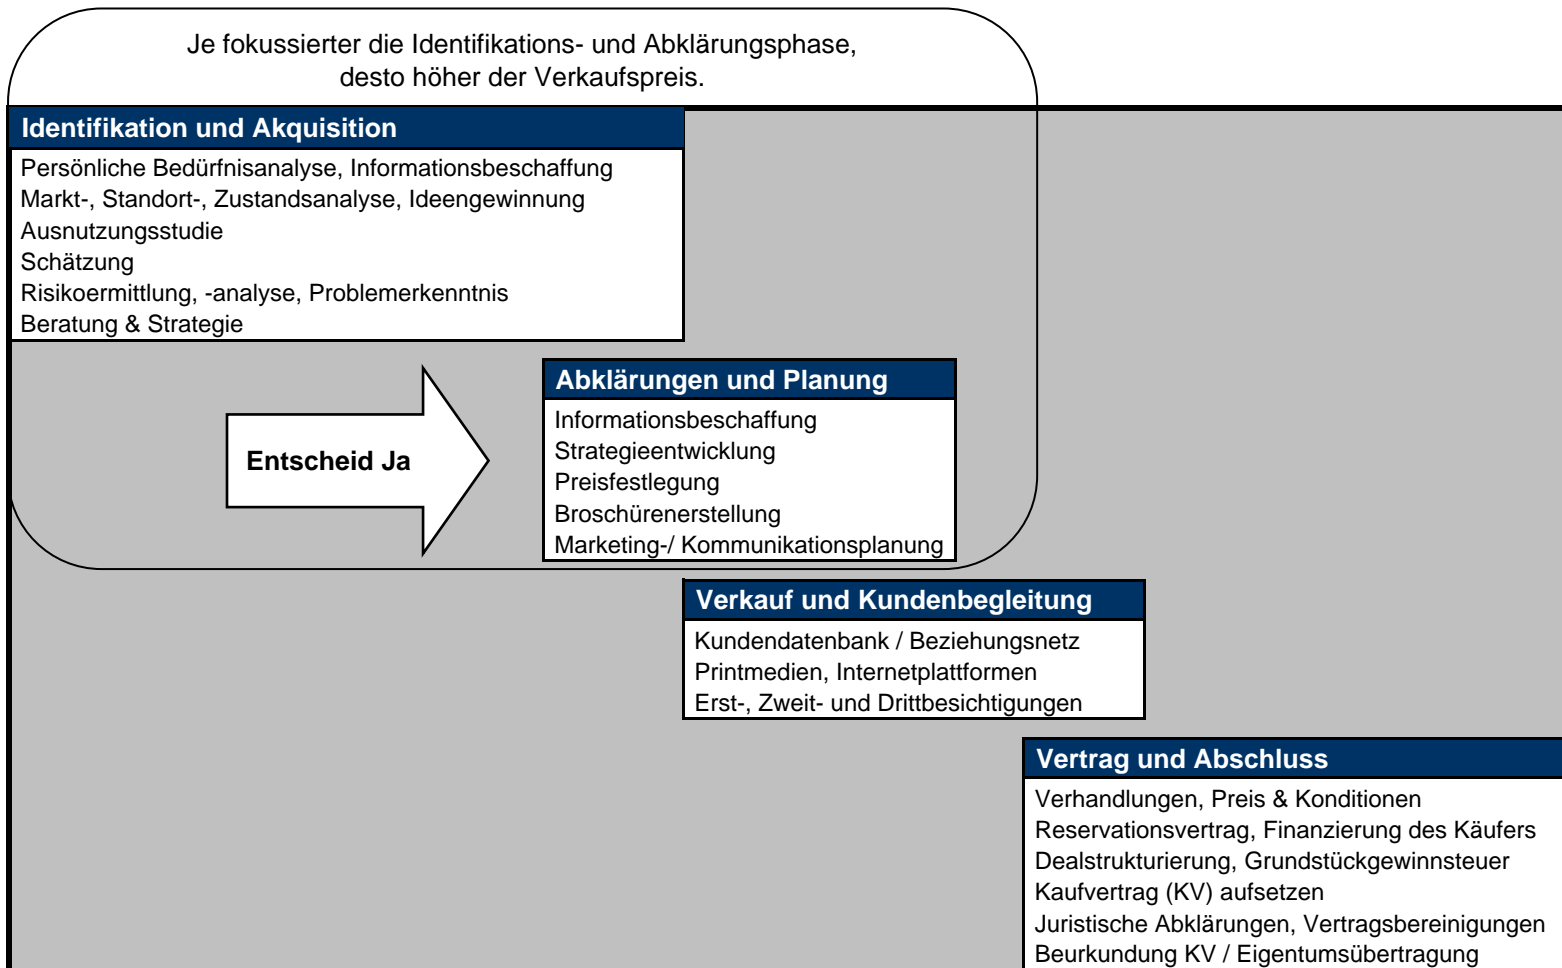 Je fokussierter die Identifikations- und Abklärungsphase,
desto höher der Verkaufspreis.
Identifikation und Akquisition
Persönliche Bedürfnisanalyse, Informationsbeschaffung
Markt-, Standort-, Zustandsanalyse, Ideengewinnung
Ausnutzungsstudie
Schätzung
Risikoermittlung, -analyse, Problemerkenntnis
Beratung & Strategie
Entscheid Ja
Abklärungen und Planung
Informationsbeschaffung
Strategieentwicklung
Preisfestlegung
Broschürenerstellung
Marketing-/ Kommunikationsplanung
Verkauf und Kundenbegleitung
Kundendatenbank / Beziehungsnetz
Printmedien, Internetplattformen
Erst-, Zweit- und Drittbesichtigungen
Vertrag und Abschluss
Verhandlungen, Preis & Konditionen
Reservationsvertrag, Finanzierung des Käufers
Dealstrukturierung, Grundstückgewinnsteuer
Kaufvertrag (KV) aufsetzen
Juristische Abklärungen, Vertragsbereinigungen
Beurkundung KV / Eigentumsübertragung